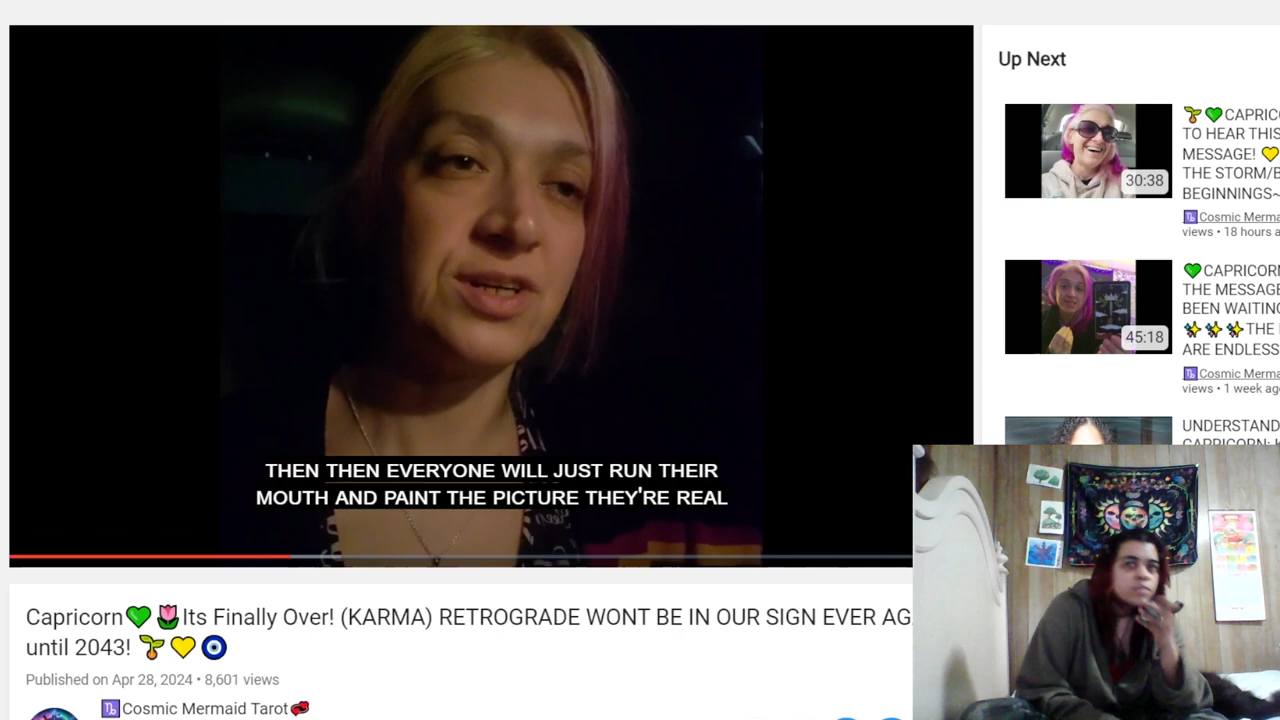 Up Next
30:38
🌱💚CAPRICO
TO HEAR THIS
MESSAGE! 💛
THE STORM/B
BEGINNINGS~
♑Cosmic Merma
views • 18 hours a
45:18
💚CAPRICORN
THE MESSAGE
BEEN WAITING
✨✨✨THE
ARE ENDLESS
♑Cosmic Merma
views • 1 week ag
UNDERSTAND
CAPRICORN:
THEN THEN EVERYONE WILL JUST RUN THEIR
MOUTH AND PAINT THE PICTURE THEY'RE REAL
Capricorn💚🌷Its Finally Over! (KARMA) RETROGRADE WONT BE IN OUR SIGN EVER AG
until 2043! 🌱💛🧿
Published on Apr 28, 2024 • 8,601 views
♑Cosmic Mermaid Tarot💞